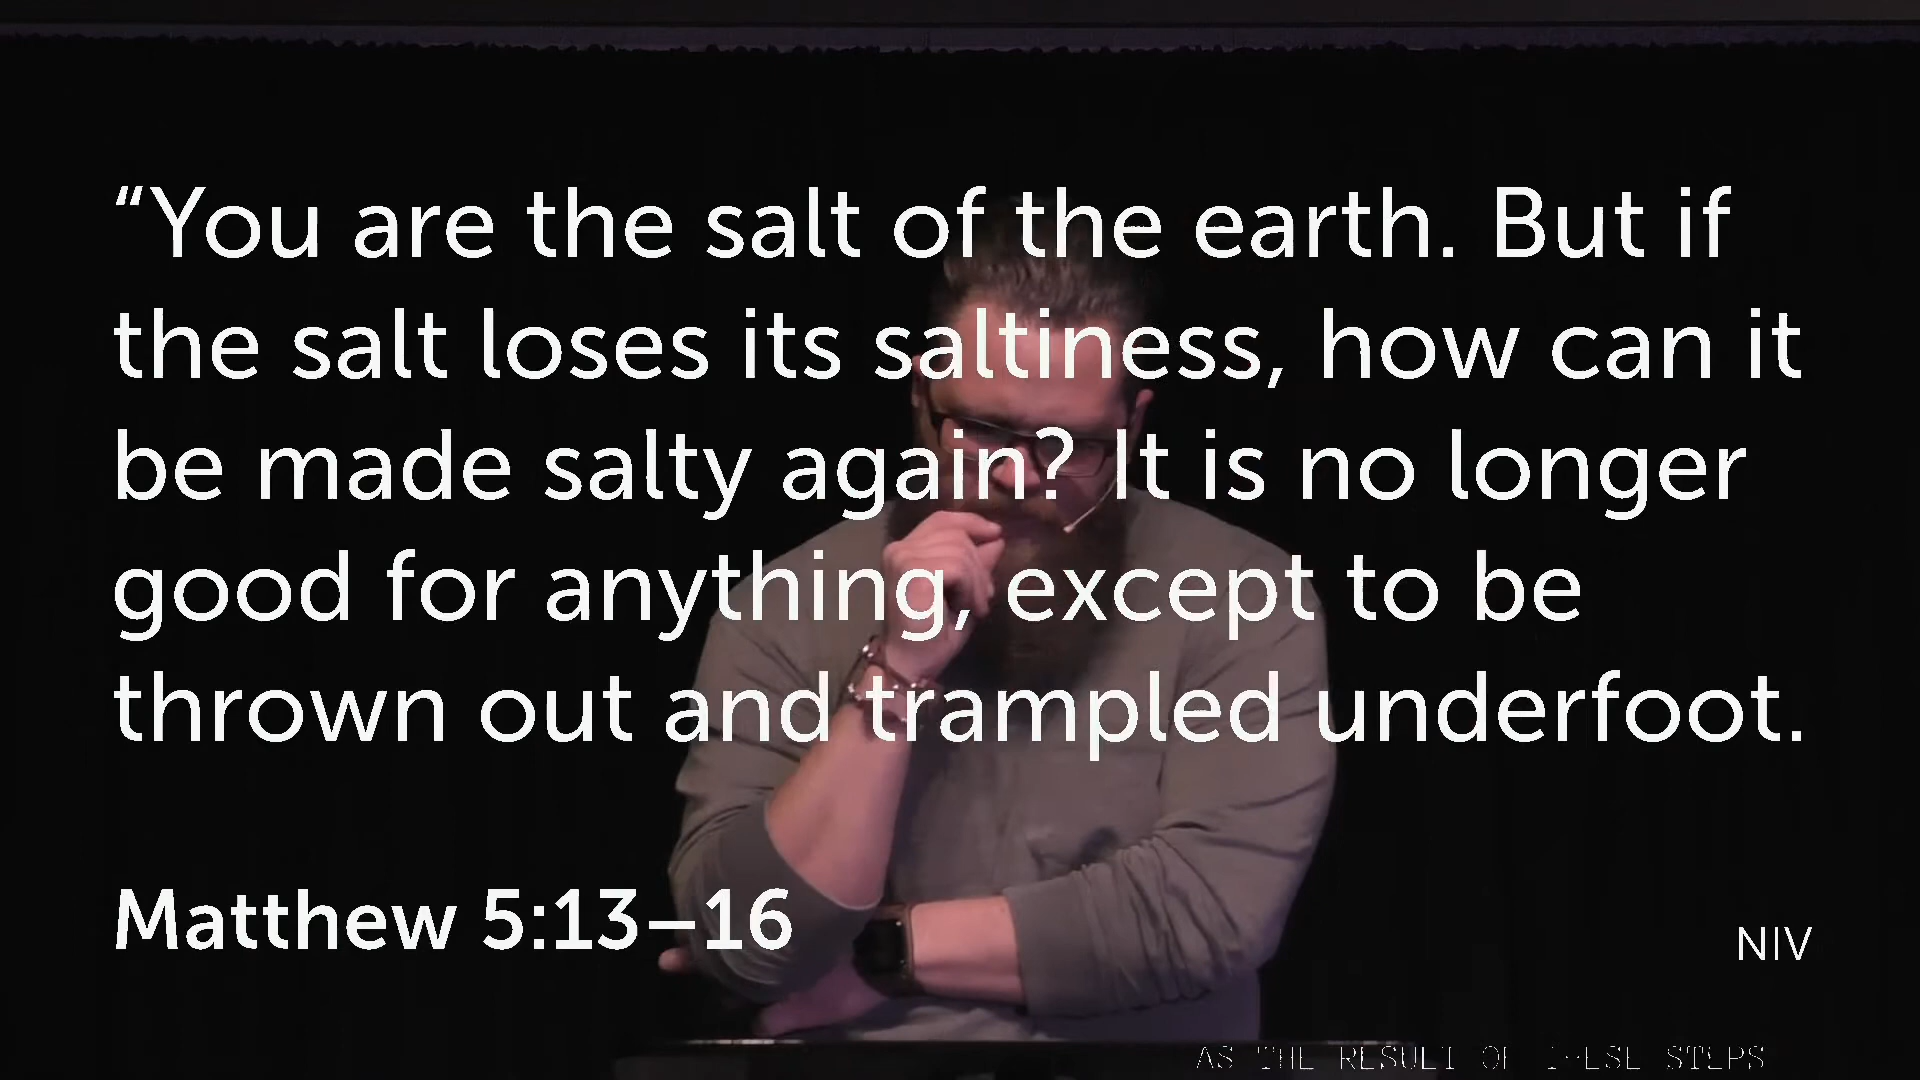 “You are the salt of the earth. But if
the salt loses its saltiness, how can it
be made salty again? It is no longer
good for anything, except to be
thrown out and trampled underfoot.
Matthew 5:13–16
NIV
AS THE RESULT OF THESE STEPS